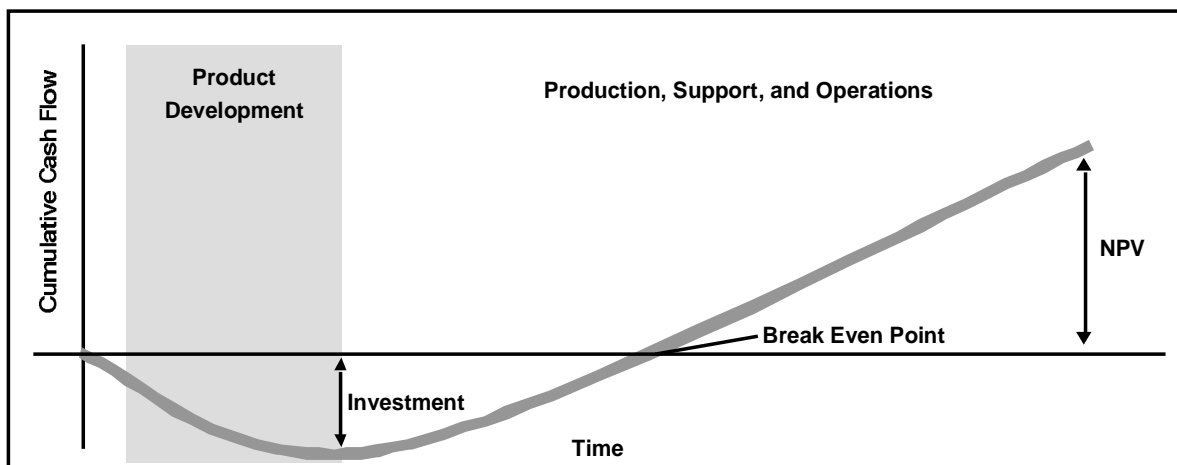 Cumulative Cash Flow
Product
Development
Production, Support, and Operations
NPV
Break Even Point
Investment
Time